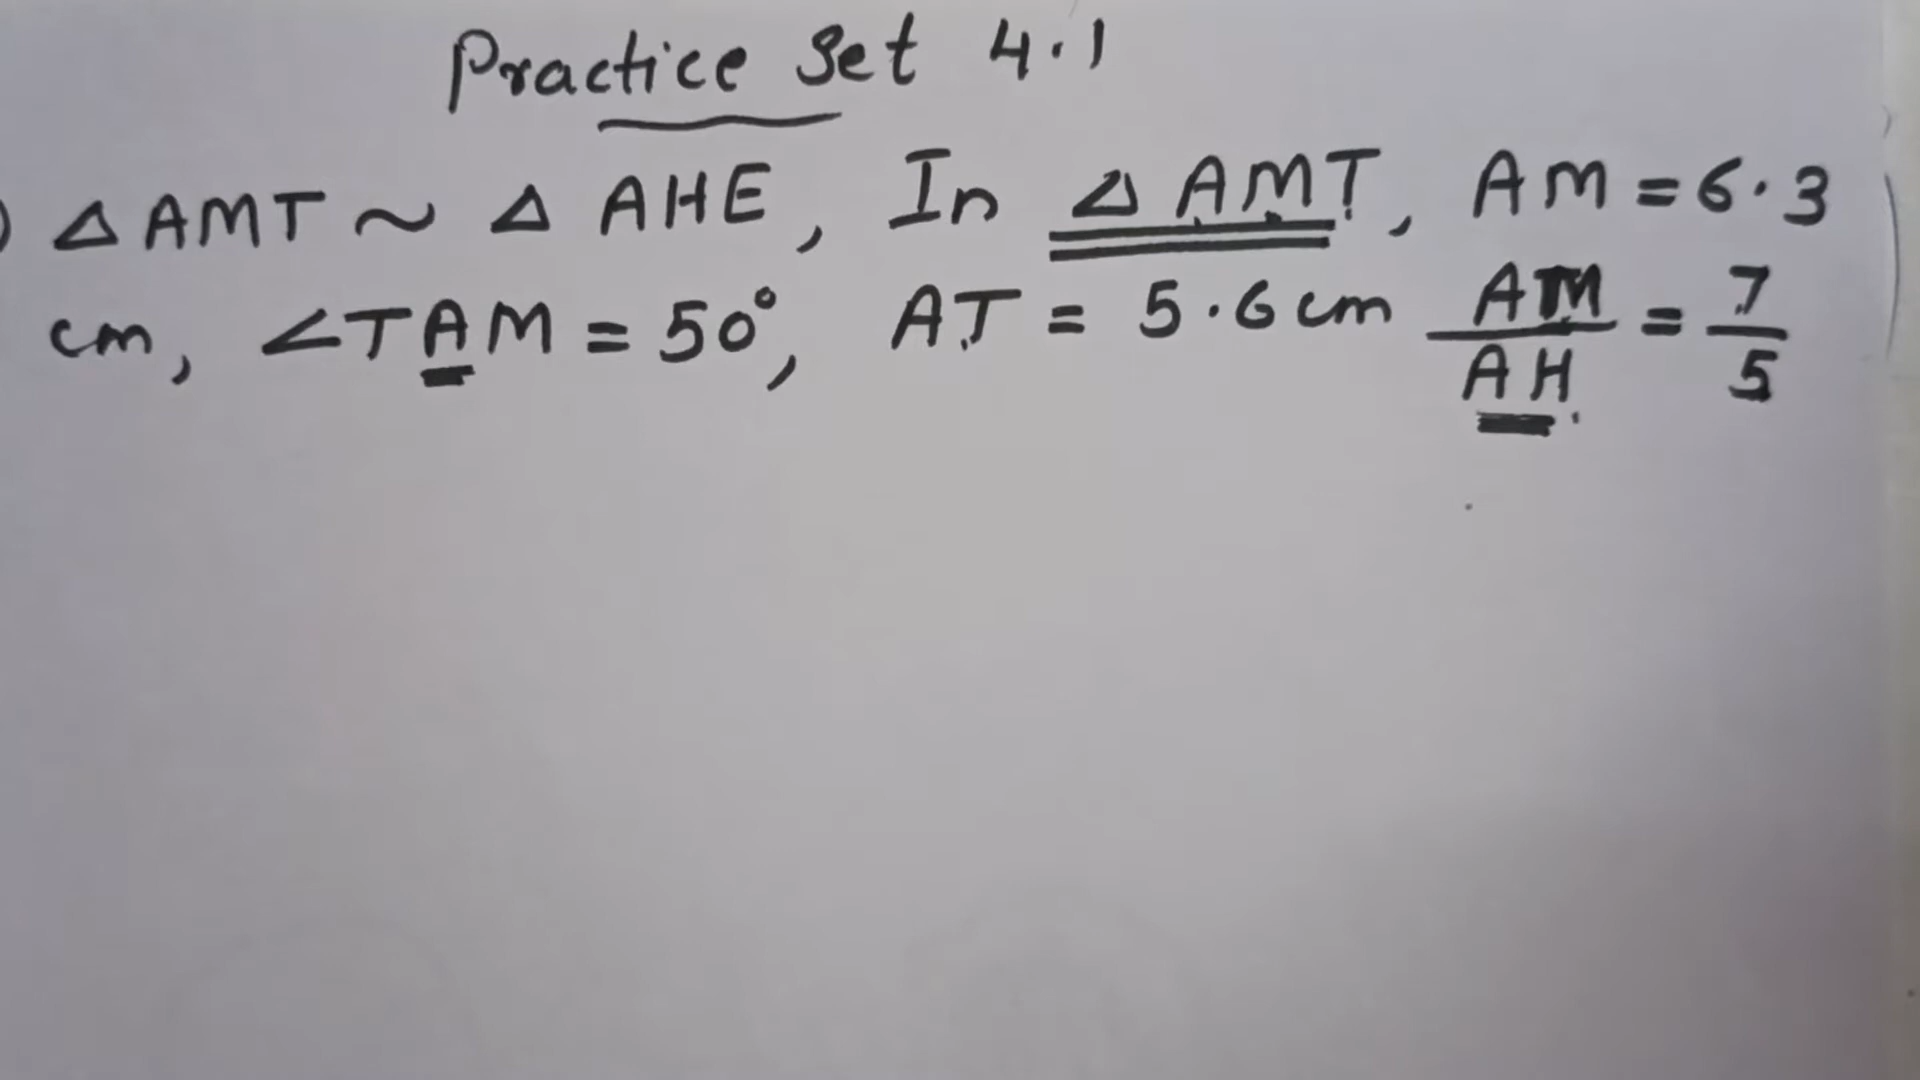 Practice Set 4.1
) △ AMT ~ △ AHE, In △ AMT, AM = 6.3
cm, ∠TAM = 50°, AT = 5.6 cm AM/AH = 7/5